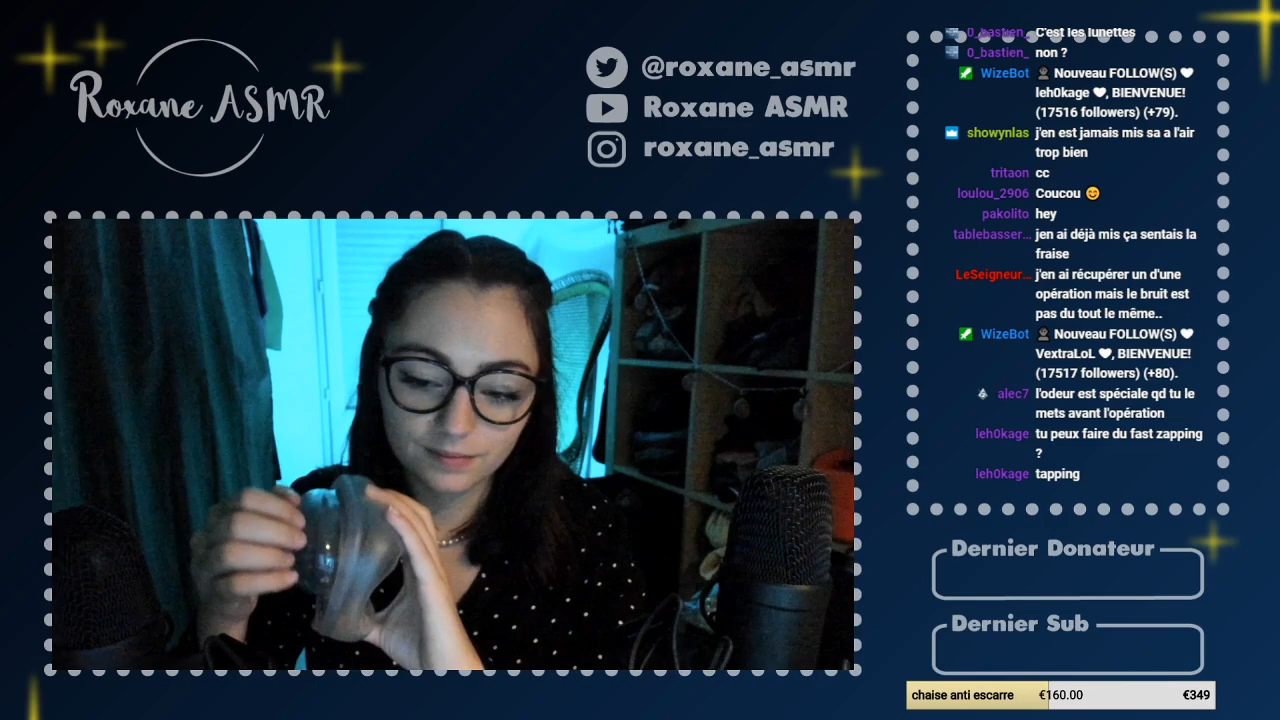 Roxane ASMR
@roxane_asmr
Roxane ASMR
roxane_asmr
0_bastien_ C'est les lunettes
0_bastien_ non ?
WizeBot Nouveau FOLLOW(S)
leh0kage, BIENVENUE!
(17516 followers) (+79).
showynlas j'en est jamais mis sa a l'air
trop bien
tritaon cc
loulou_2906 Coucou 😊
pakolito hey
tablebasser... jen ai déjà mis ça sentais la
fraise
LeSeigneur... j'en ai récupérer un d'une
opération mais le bruit est
pas du tout le même..
WizeBot Nouveau FOLLOW(S)
VextraLoL, BIENVENUE!
(17517 followers) (+80).
alec7 l'odeur est spéciale qd tu le
mets avant l'opération
leh0kage tu peux faire du fast zapping
?
leh0kage tapping
Dernier Donateur
Dernier Sub
chaise anti escarre €160.00 €349